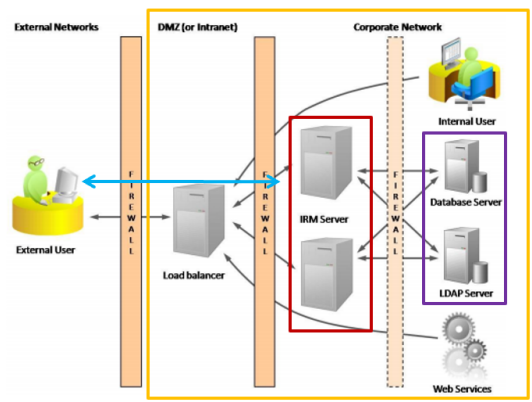 External Networks
DMZ (or Intranet)
Corporate Network
FIREWALL
FIREWALL
FIREWALL
Internal User
External User
Load balancer
IRM Server
Database Server
LDAP Server
Web Services